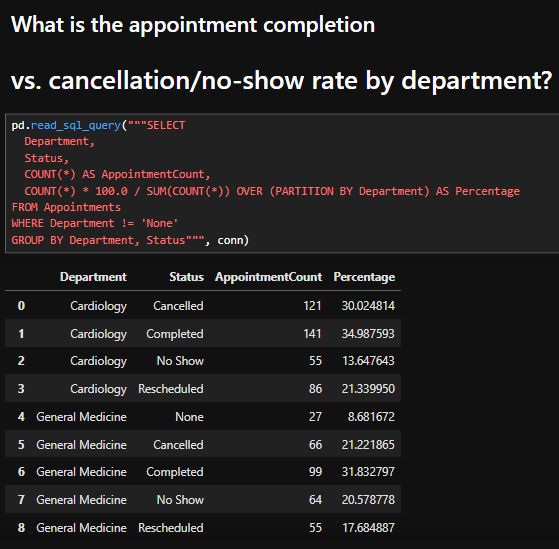 What is the appointment completion
vs. cancellation/no-show rate by department?
pd.read_sql_query("""SELECT
  Department,
  Status,
  COUNT(*) AS AppointmentCount,
  COUNT(*) * 100.0 / SUM(COUNT(*)) OVER (PARTITION BY Department) AS Percentage
FROM Appointments
WHERE Department != 'None'
GROUP BY Department, Status""", conn)
Department Status AppointmentCount Percentage
0 Cardiology Cancelled 121 30.024814
1 Cardiology Completed 141 34.987593
2 Cardiology No Show 55 13.647643
3 Cardiology Rescheduled 86 21.339950
4 General Medicine None 27 8.681672
5 General Medicine Cancelled 66 21.221865
6 General Medicine Completed 99 31.832797
7 General Medicine No Show 64 20.578778
8 General Medicine Rescheduled 55 17.684887